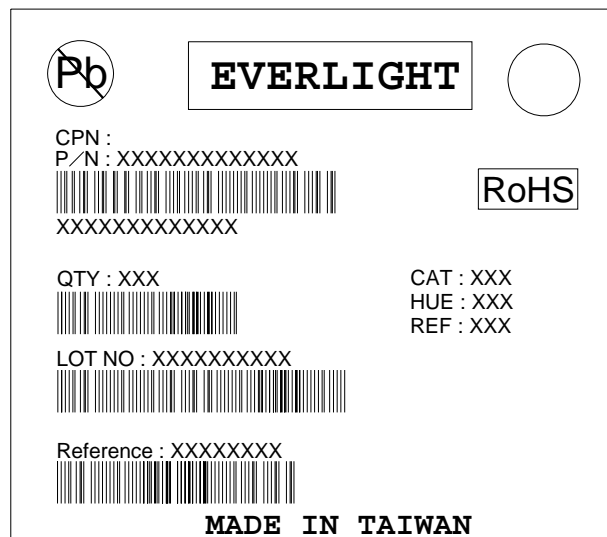 Pb
EVERLIGHT
CPN :
P/N : XXXXXXXXXXXXX
RoHS
XXXXXXXXXXXXX
QTY : XXX
CAT : XXX
HUE : XXX
REF : XXX
LOT NO : XXXXXXXXXX
Reference : XXXXXXXX
MADE IN TAIWAN